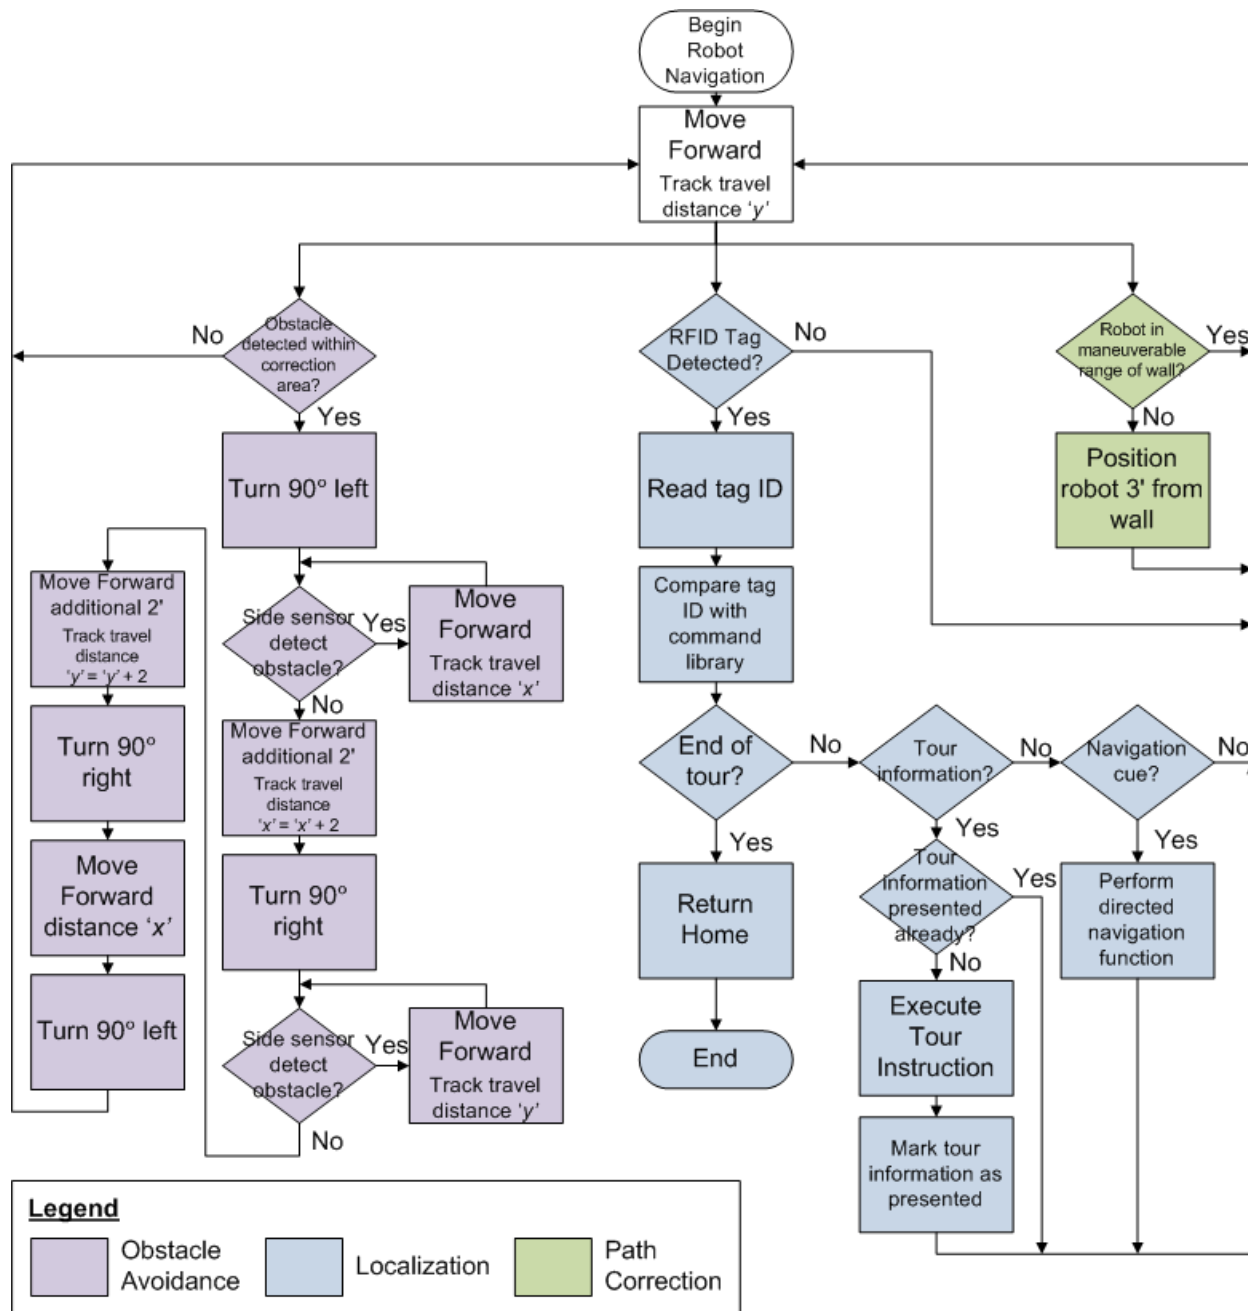 Begin
Robot
Navigation
Move
Forward
Track travel
distance ‘y’
No
Obstacle
detected within
correction
area?
Yes
Turn 90° left
Side sensor
detect
obstacle?
Yes
Move
Forward
Track travel
distance ‘x’
No
Move Forward
additional 2'
Track travel
distance
‘x’ = ‘x’ + 2
Turn 90°
right
Side sensor
detect
obstacle?
Yes
Move
Forward
Track travel
distance ‘y’
No
Move Forward
additional 2'
Track travel
distance
‘y’ = ‘y’ + 2
Turn 90°
right
Move
Forward
distance ‘x’
Turn 90° left
RFID Tag
Detected?
No
Yes
Read tag ID
Compare tag
ID with
command
library
End of
tour?
No
Yes
Return
Home
End
Tour
information?
No
Yes
Tour
information
presented
already?
Yes
No
Execute
Tour
Instruction
Mark tour
information as
presented
Navigation
cue?
No
Yes
Perform
directed
navigation
function
Robot in
maneuverable
range of wall?
Yes
No
Position
robot 3' from
wall
Legend
Obstacle
Avoidance
Localization
Path
Correction